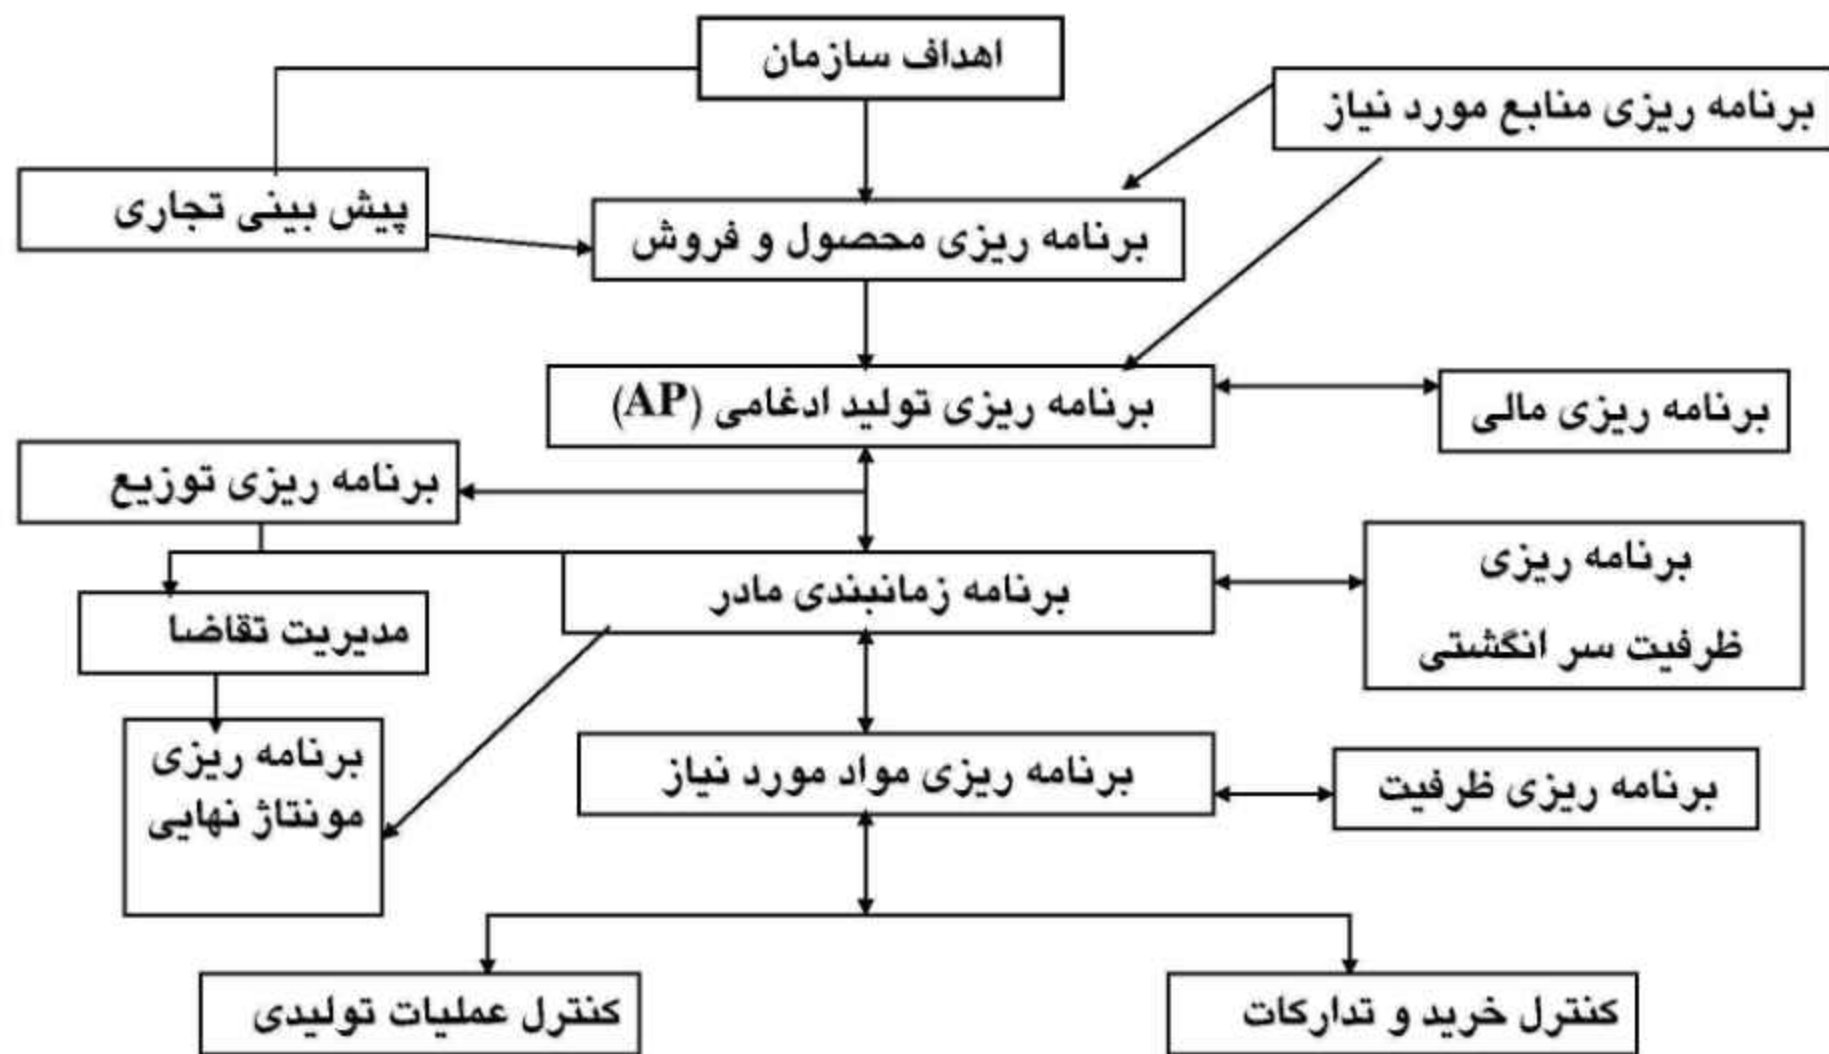 اهداف سازمان
برنامه ریزی منابع مورد نیاز
پیش بینی تجاری
برنامه ریزی محصول و فروش
برنامه ریزی تولید ادغامی (AP)
برنامه ریزی مالی
برنامه ریزی توزیع
برنامه زمانبندی مادر
برنامه ریزی
ظرفیت سر انگشتی
مدیریت تقاضا
برنامه ریزی
مونتاژ نهایی
برنامه ریزی مواد مورد نیاز
برنامه ریزی ظرفیت
کنترل خرید و تدارکات
کنترل عملیات تولیدی